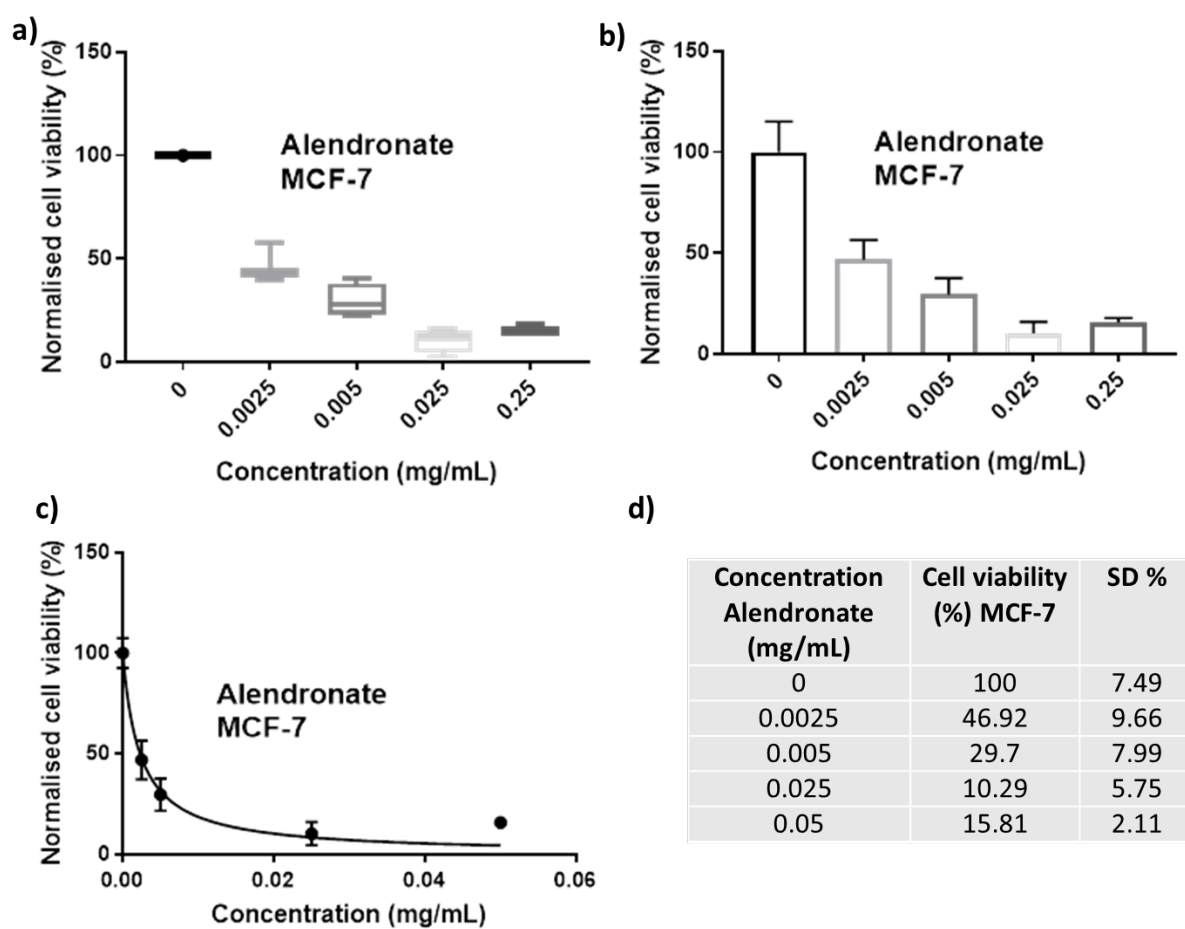 a)
Normalised cell viability (%)
150
100
50
0
Alendronate
MCF-7
0
0.0025
0.005
0.025
0.25
Concentration (mg/mL)
b)
Normalised cell viability (%)
150
100
50
0
Alendronate
MCF-7
0
0.0025
0.005
0.025
0.25
Concentration (mg/mL)
c)
Normalised cell viability (%)
150
100
50
0
Alendronate
MCF-7
0.00 0.02 0.04 0.06
Concentration (mg/mL)
d)
Concentration Cell viability SD %
Alendronate (%) MCF-7
(mg/mL)
0 100 7.49
0.0025 46.92 9.66
0.005 29.7 7.99
0.025 10.29 5.75
0.05 15.81 2.11